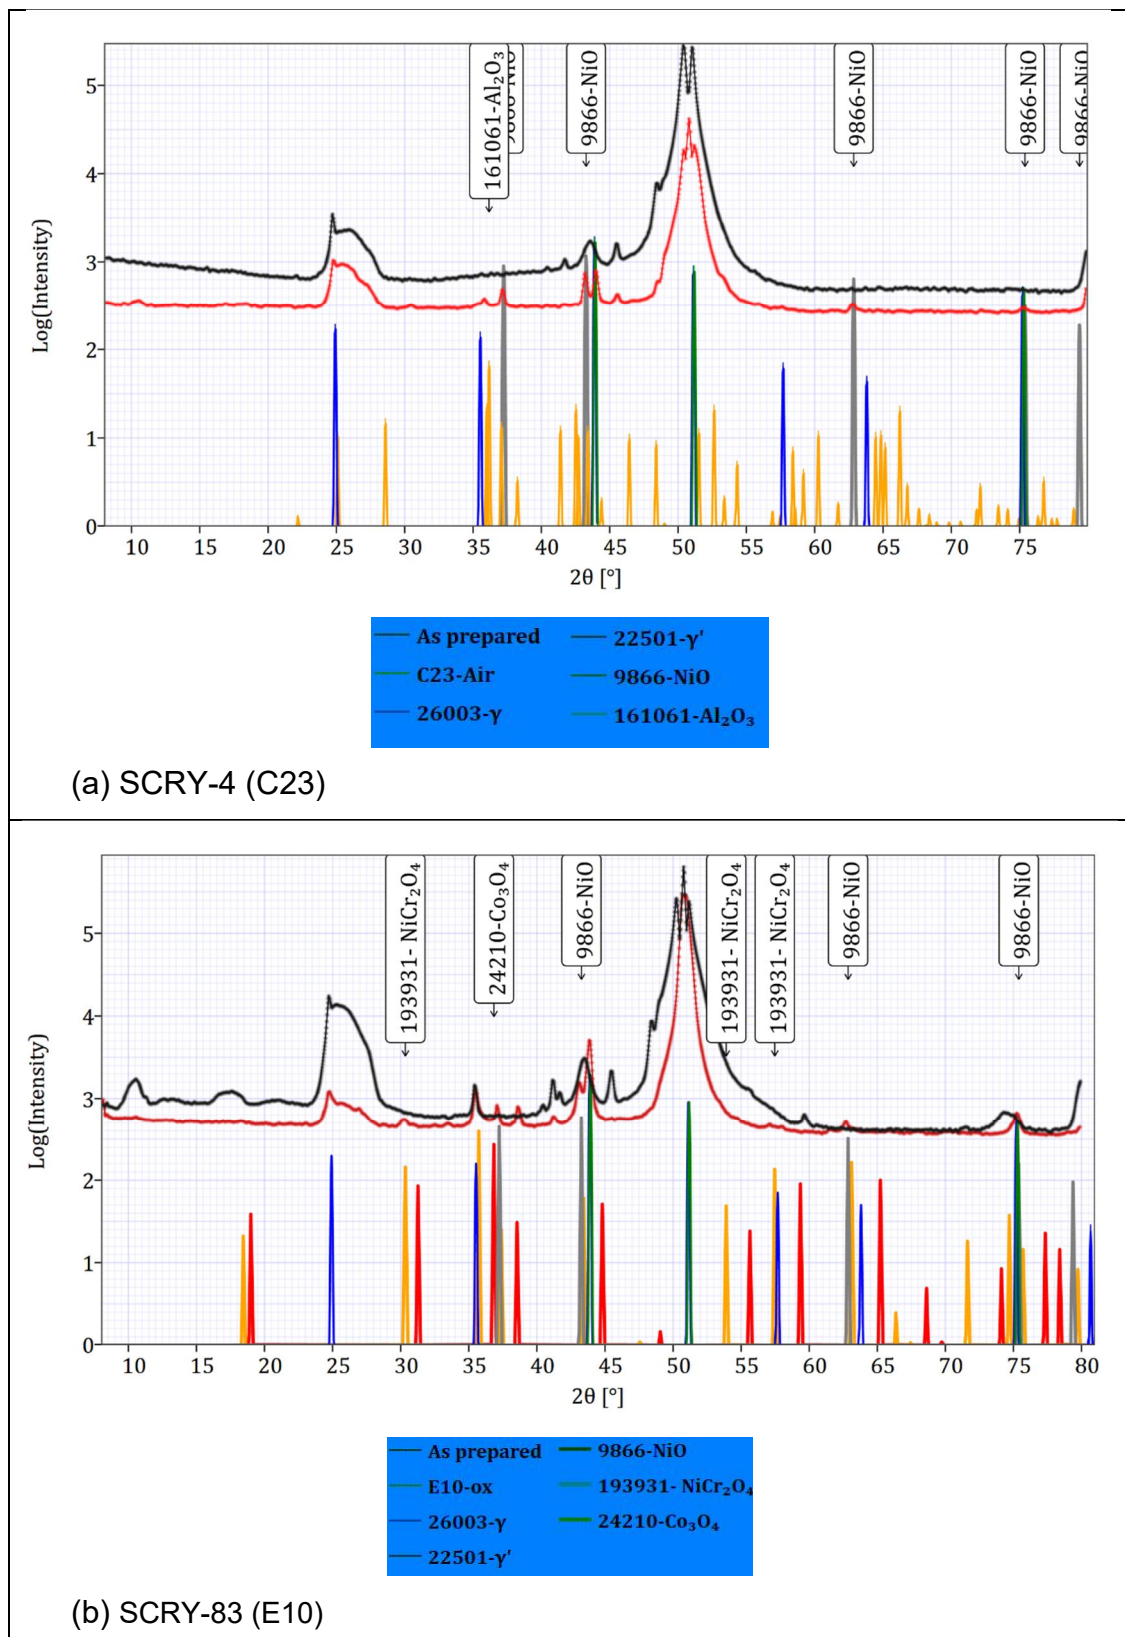 161061-Al₂O₃
9866-NiO
9866-NiO
9866-NiO
9866-NiO
9866-NiO
Log(Intensity)
5
4
3
2
1
0
10 15 20 25 30 35 40 45 50 55 60 65 70 75
2θ [°]
As prepared 22501-γ'
C23-Air 9866-NiO
26003-γ 161061-Al₂O₃
(a) SCRY-4 (C23)
193931- NiCr₂O₄
24210-Co₃O₄
9866-NiO
193931- NiCr₂O₄
193931- NiCr₂O₄
9866-NiO
9866-NiO
Log(Intensity)
5
4
3
2
1
0
10 15 20 25 30 35 40 45 50 55 60 65 70 75 80
2θ [°]
As prepared 9866-NiO
E10-ox 193931- NiCr₂O₄
26003-γ 24210-Co₃O₄
22501-γ'
(b) SCRY-83 (E10)